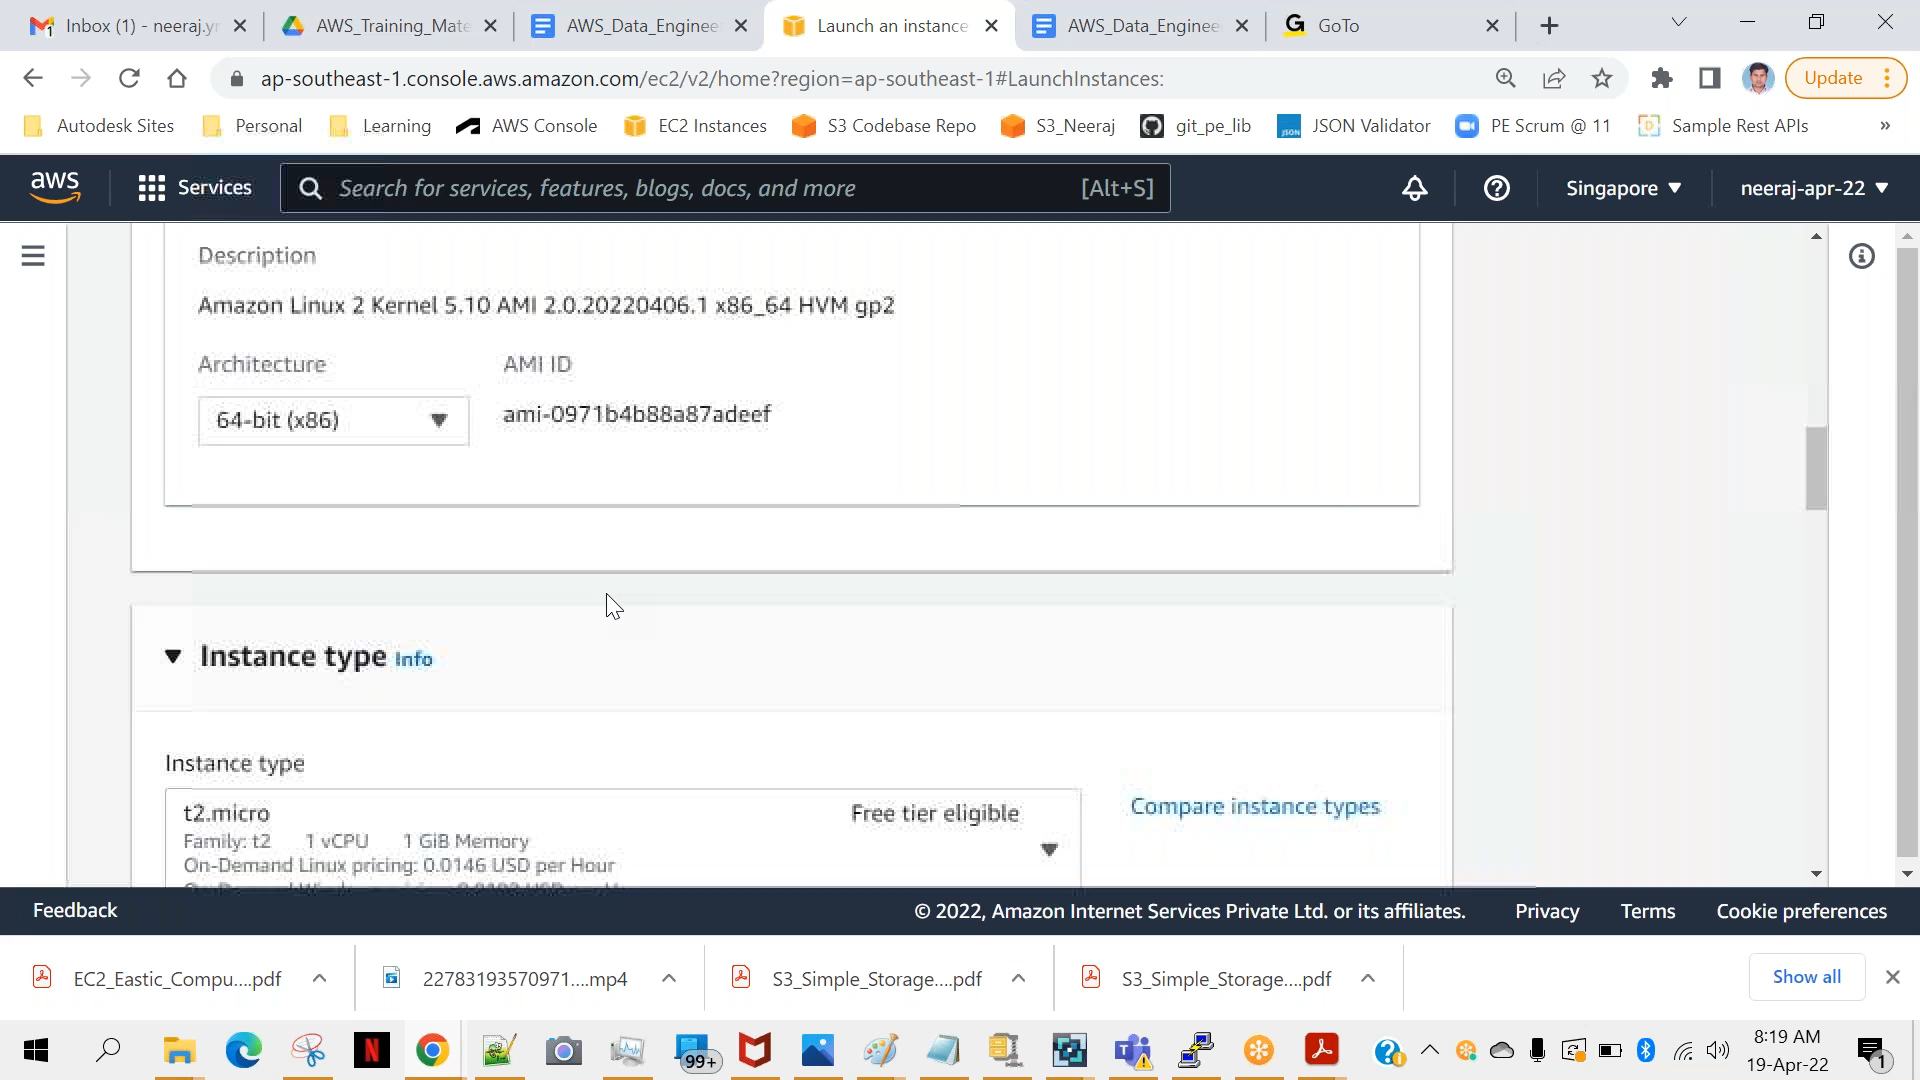 Inbox (1) - neeraj.yr
AWS_Training_Mate
AWS_Data_Enginee
Launch an instance
AWS_Data_Enginee
GoTo
ap-southeast-1.console.aws.amazon.com/ec2/v2/home?region=ap-southeast-1#LaunchInstances:
Update
Autodesk Sites
Personal
Learning
AWS Console
EC2 Instances
S3 Codebase Repo
S3_Neeraj
git_pe_lib
JSON Validator
PE Scrum @ 11
Sample Rest APIs
»
aws
Services
Search for services, features, blogs, docs, and more
[Alt+S]
Singapore
neeraj-apr-22
Description
Amazon Linux 2 Kernel 5.10 AMI 2.0.20220406.1 x86_64 HVM gp2
Architecture
AMI ID
64-bit (x86)
ami-0971b4b88a87adeef
Instance type Info
Instance type
t2.micro
Free tier eligible
Family: t2 1 vCPU 1 GiB Memory
On-Demand Linux pricing: 0.0146 USD per Hour
Compare instance types
Feedback
© 2022, Amazon Internet Services Private Ltd. or its affiliates.
Privacy
Terms
Cookie preferences
EC2_Eastic_Compu....pdf
22783193570971....mp4
S3_Simple_Storage....pdf
S3_Simple_Storage....pdf
Show all
99+
8:19 AM
19-Apr-22
1